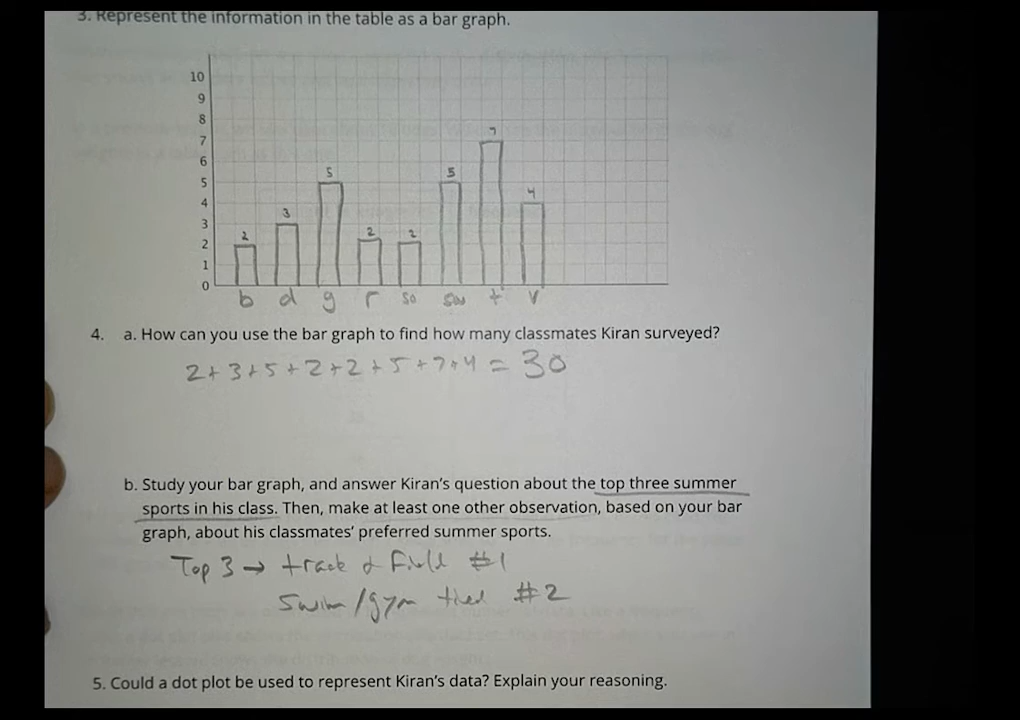 3. Represent the information in the table as a bar graph.
10
9
8
7
6
5
4
3
2
1
0
2
3
5
2
2
5
7
4
b d g r so sw t v
4. a. How can you use the bar graph to find how many classmates Kiran surveyed?
2+3+5+2+2+5+7+4 = 30
b. Study your bar graph, and answer Kiran's question about the top three summer
sports in his class. Then, make at least one other observation, based on your bar
graph, about his classmates' preferred summer sports.
Top 3 → track & Field #1
Swim/gym tied #2
5. Could a dot plot be used to represent Kiran's data? Explain your reasoning.